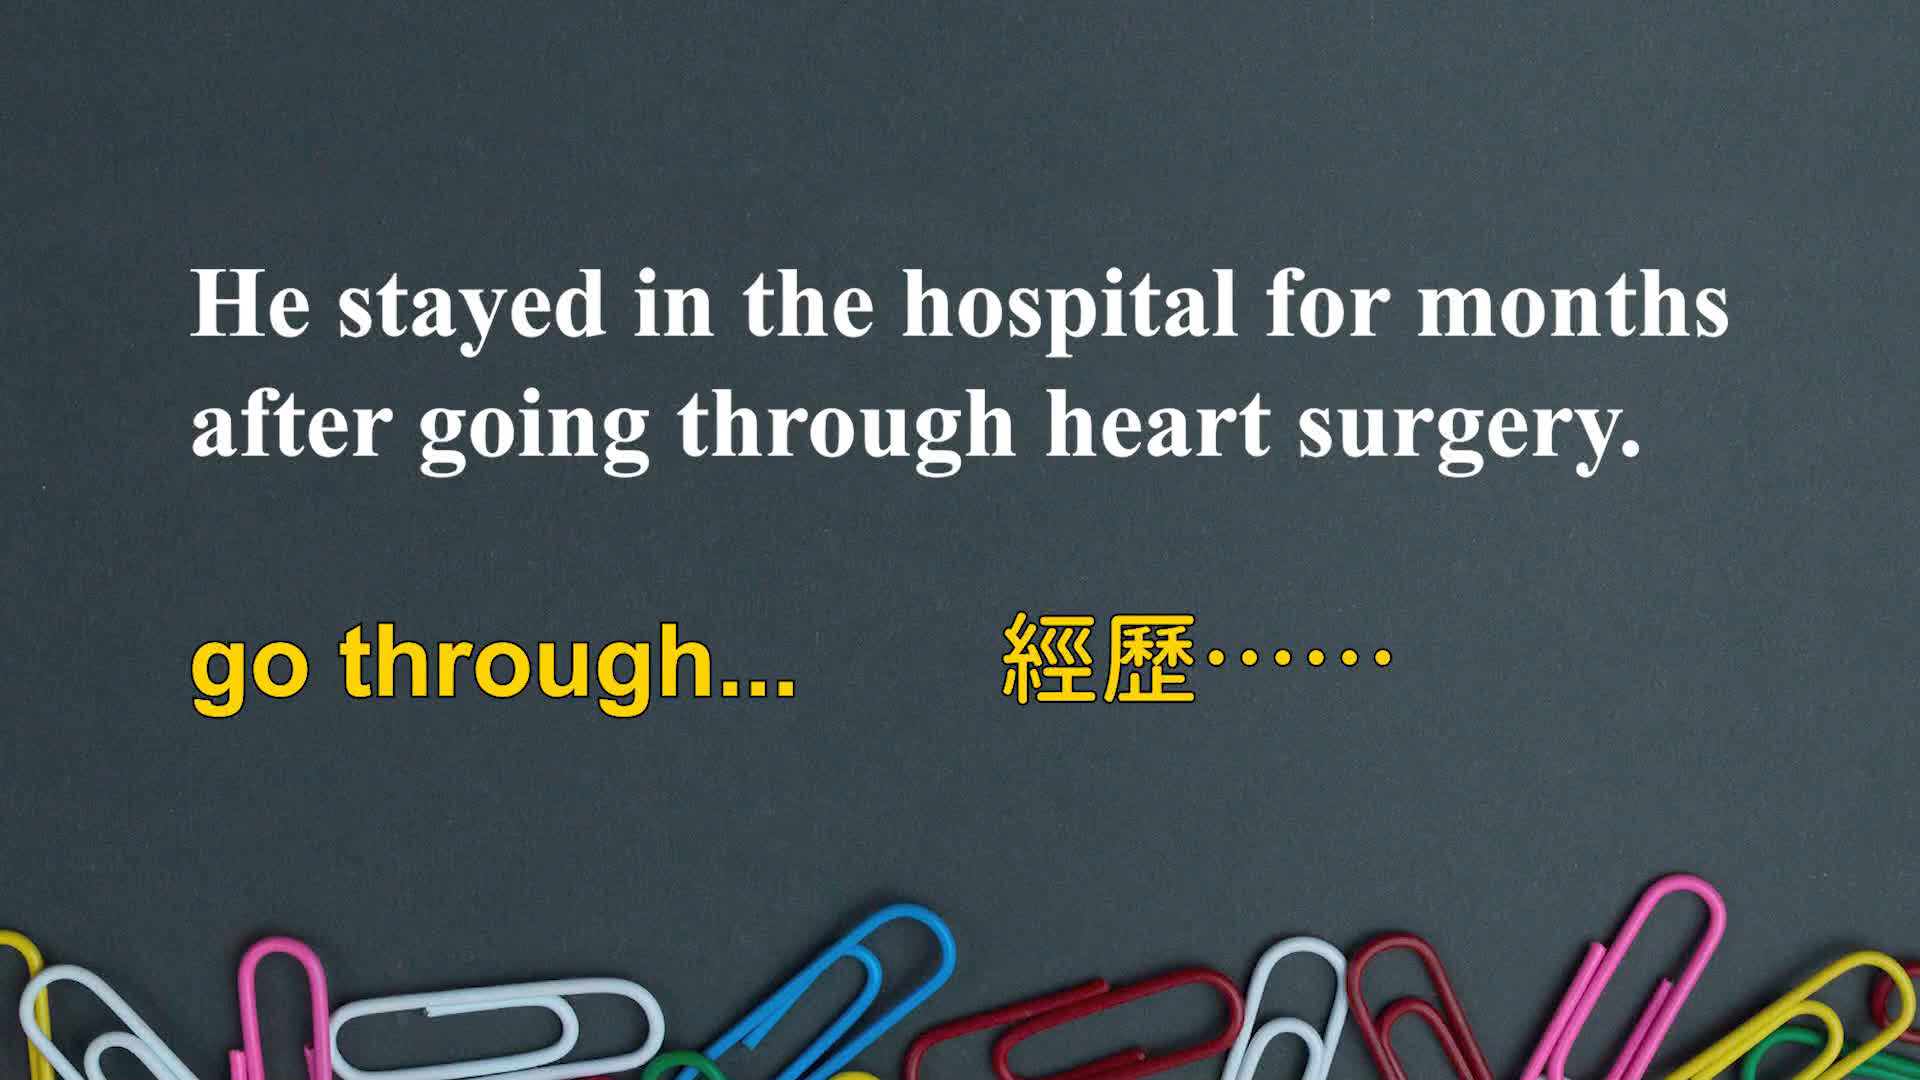 He stayed in the hospital for months
after going through heart surgery.
go through... 經歷⋯⋯